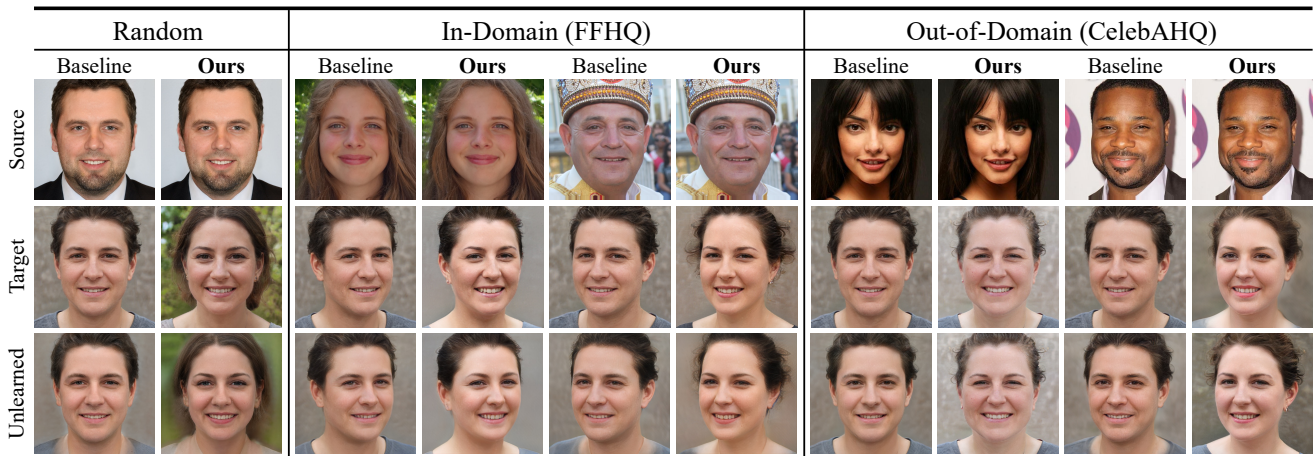 Random In-Domain (FFHQ) Out-of-Domain (CelebAHQ)
Baseline Ours Baseline Ours Baseline Ours Baseline Ours Baseline Ours
Source
Target
Unlearned